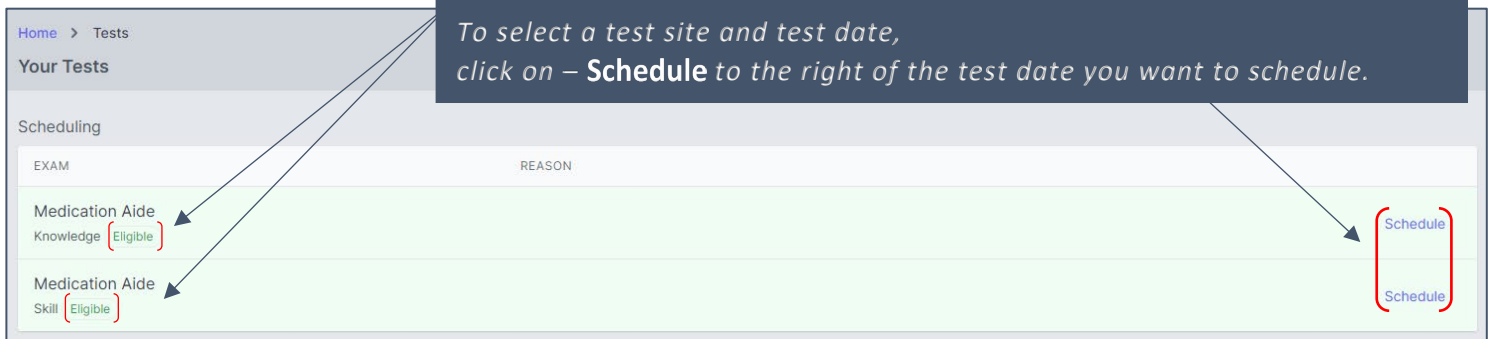 Home > Tests
Your Tests
To select a test site and test date,
click on – Schedule to the right of the test date you want to schedule.
Scheduling
EXAM REASON
Medication Aide
Knowledge Eligible
Schedule
Medication Aide
Skill Eligible
Schedule